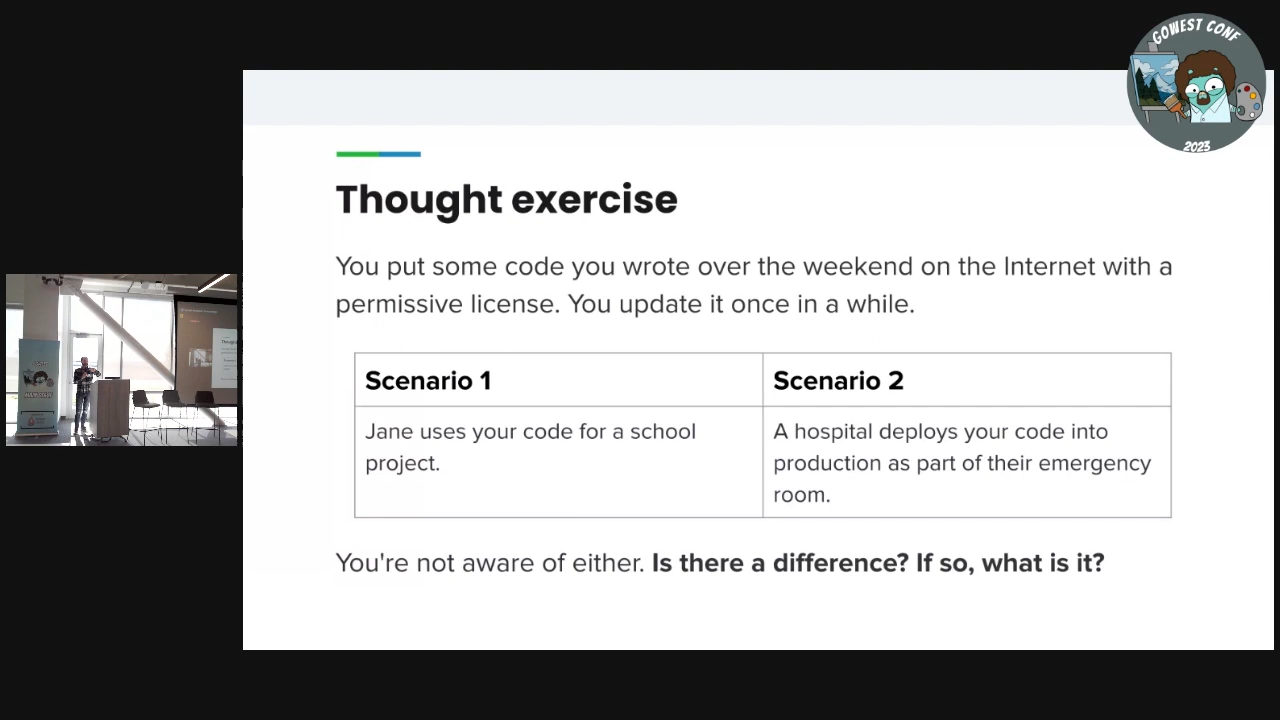 GOWEST CONF
2023
Thought exercise
You put some code you wrote over the weekend on the Internet with a
permissive license. You update it once in a while.
Scenario 1
Scenario 2
Jane uses your code for a school
project.
A hospital deploys your code into
production as part of their emergency
room.
You're not aware of either. Is there a difference? If so, what is it?